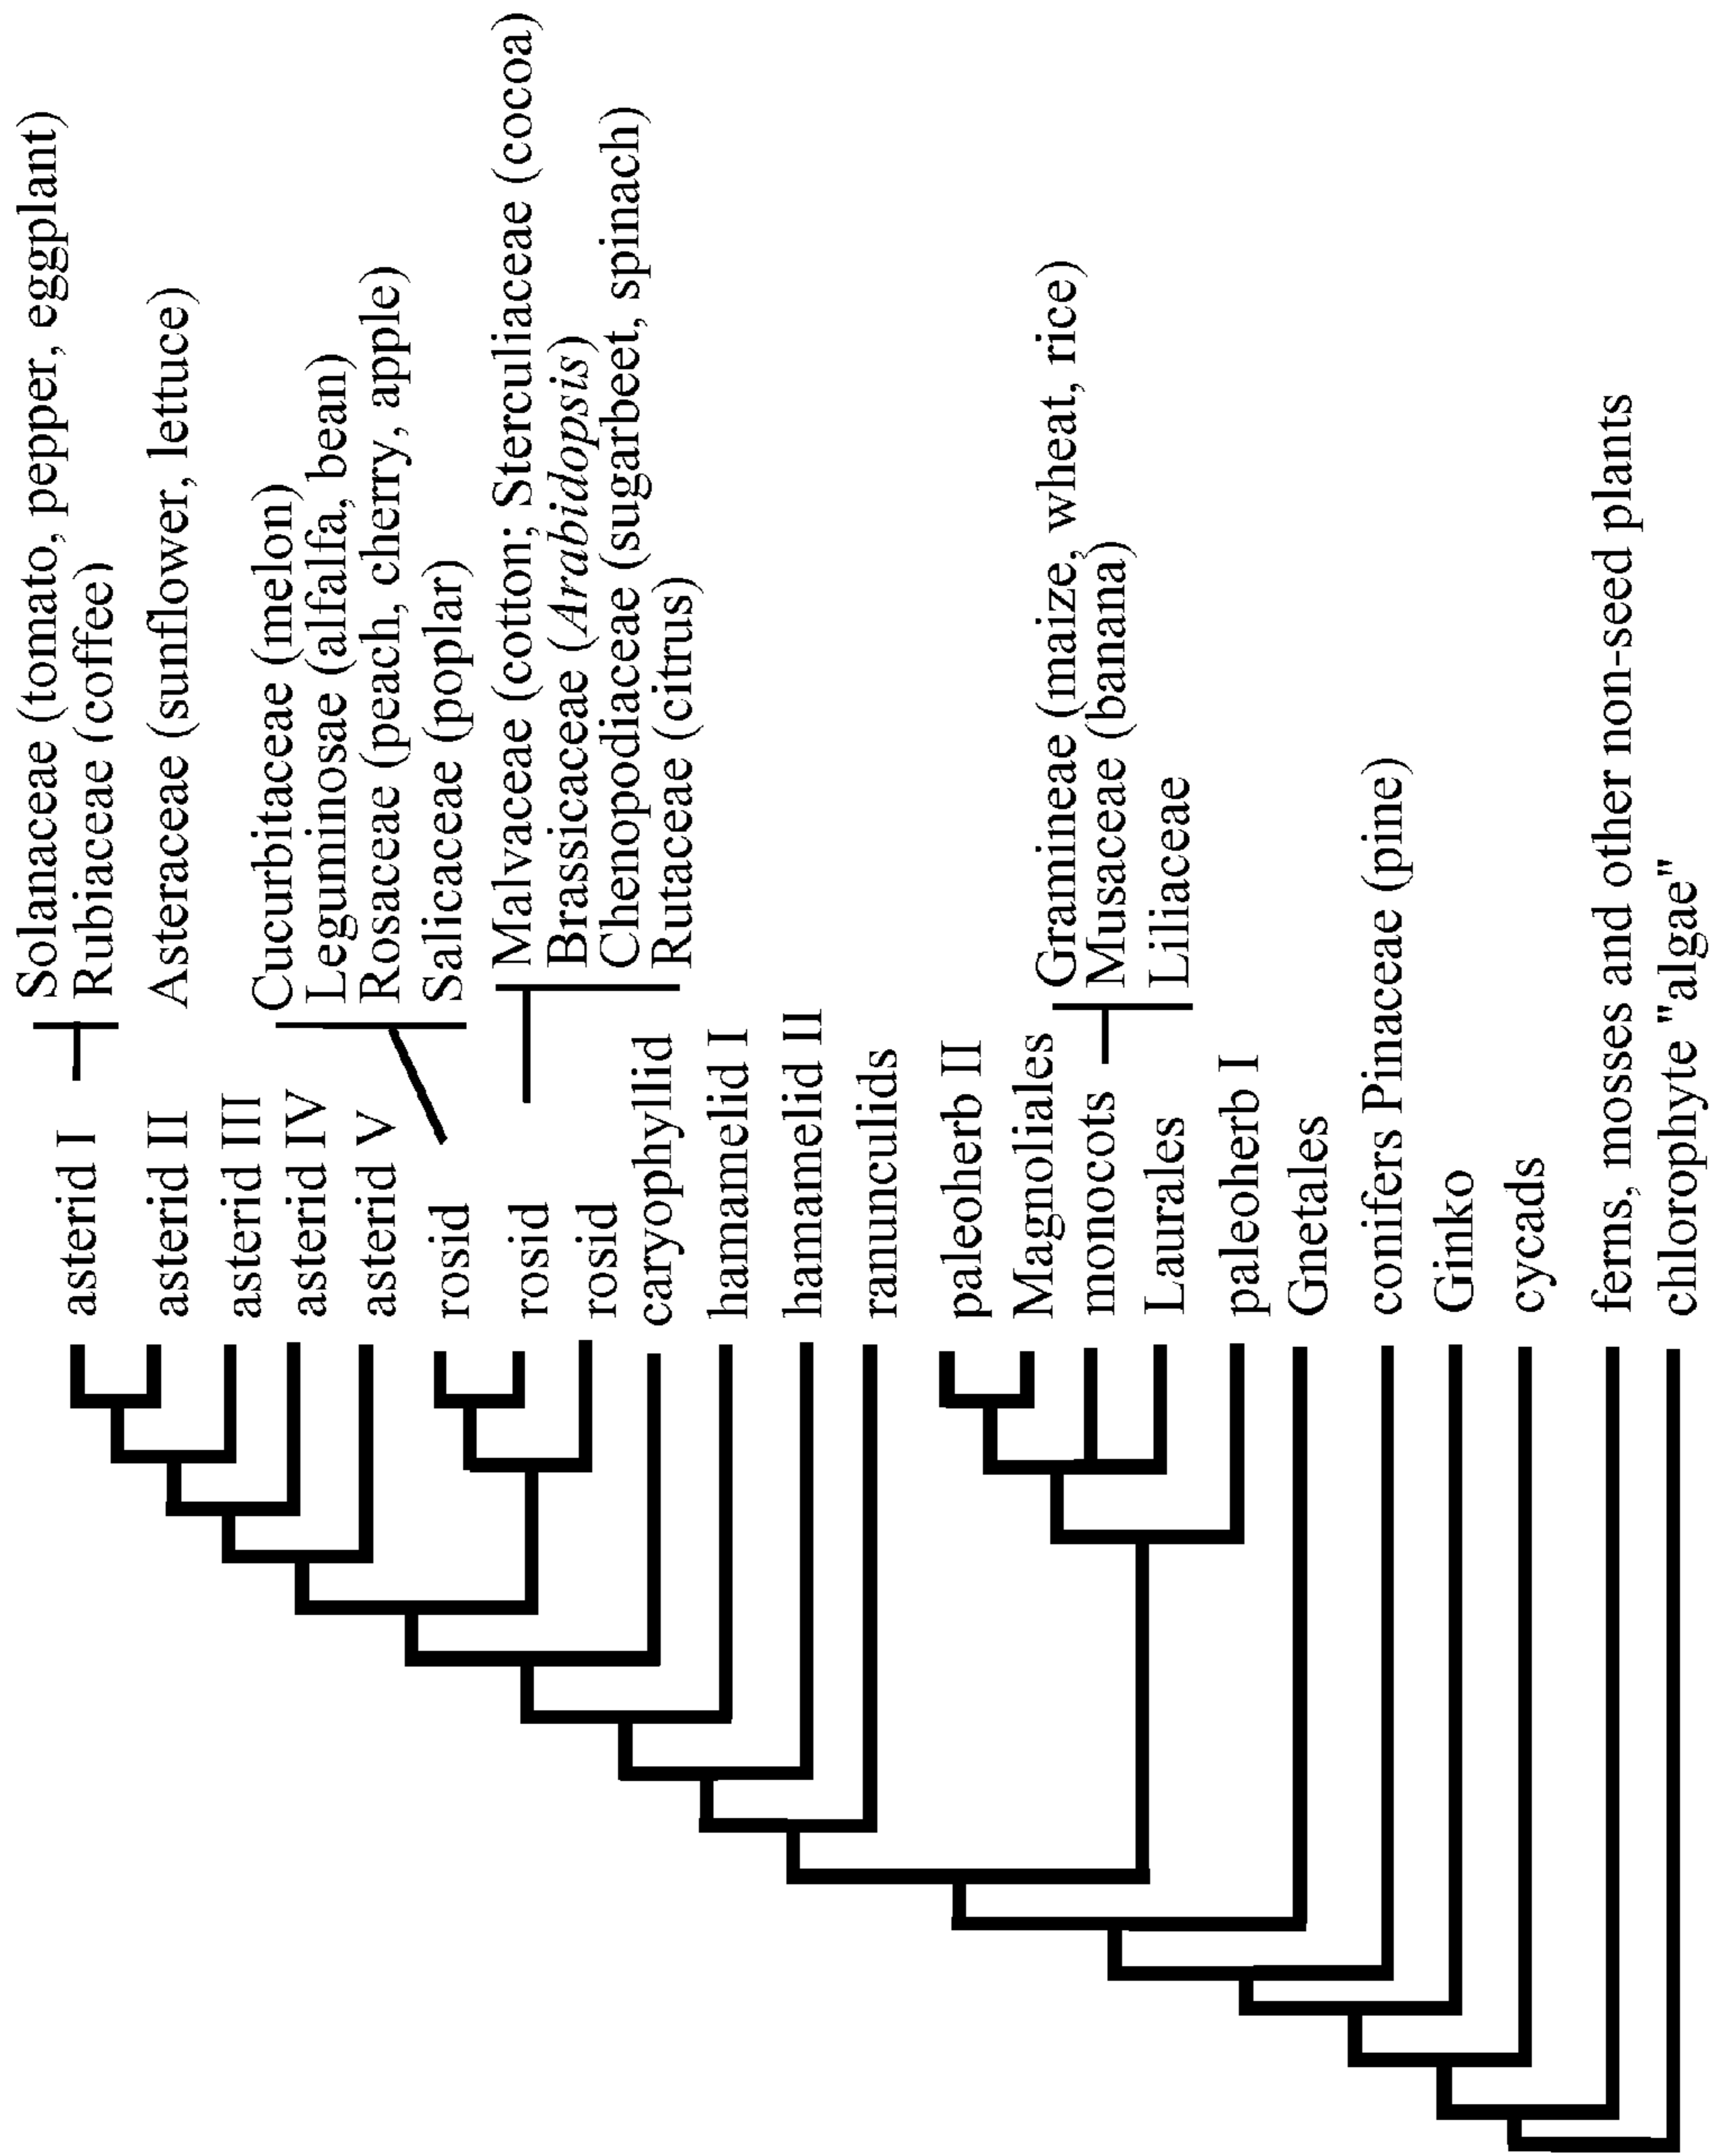 asterid I
Solanaceae (tomato, pepper, eggplant)
Rubiaceae (coffee)
asterid II
Asteraceae (sunflower, lettuce)
asterid III
asterid IV
asterid V
Cucurbitaceae (melon)
Leguminosae (alfalfa, bean)
Rosaceae (peach, cherry, apple)
Salicaceae (poplar)
rosid
rosid
rosid
Malvaceae (cotton; Sterculiaceae (cocoa)
Brassicaceae (Arabidopsis)
Chenopodiaceae (sugarbeet, spinach)
Rutaceae (citrus)
caryophyllid
hamamelid I
hamamelid II
ranunculids
paleoherb II
Magnoliales
monocots
Gramineae (maize, wheat, rice)
Musaceae (banana)
Liliaceae
Laurales
paleoherb I
Gnetales
conifers Pinaceae (pine)
Ginko
cycads
ferns, mosses and other non-seed plants
chlorophyte "algae"